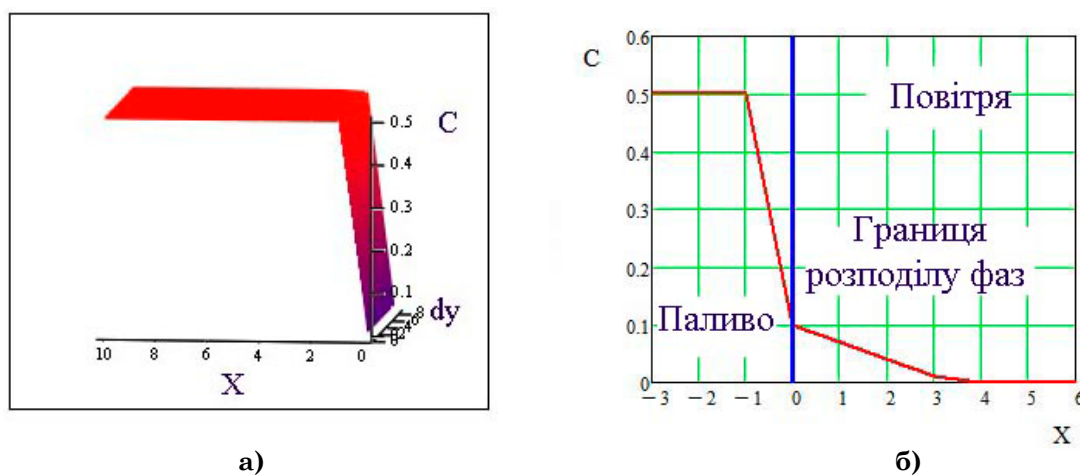 0.5
C
0.4
0.3
0.2
0.1
dy
10 8 6 4 2 0
X
а)
0.6
C
0.5
0.4
0.3
0.2
0.1
0
Повітря
Границя
розподілу фаз
Паливо
−3 −2 −1 0 1 2 3 4 5 6
X
б)